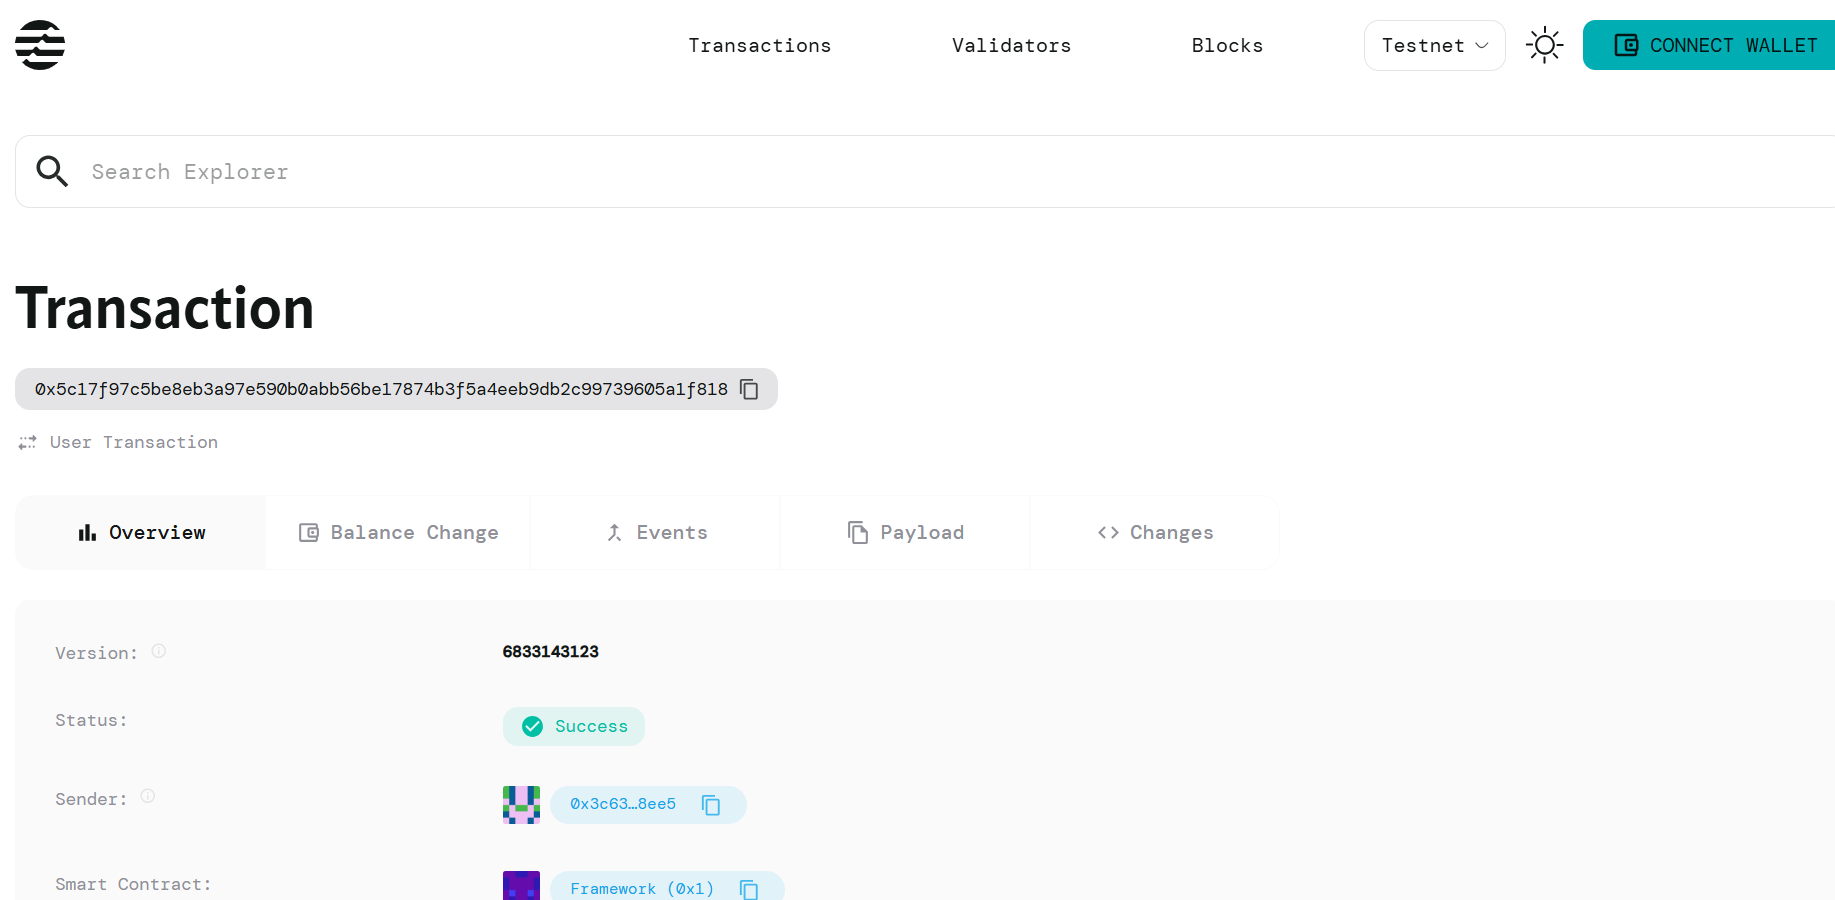 Transactions Validators Blocks Testnet CONNECT WALLET
Search Explorer
Transaction
0x5c17f97c5be8eb3a97e590b0abb56be17874b3f5a4eeb9db2c99739605a1f818
User Transaction
Overview Balance Change Events Payload Changes
Version: 6833143123
Status: Success
Sender: 0x3c63…8ee5
Smart Contract: Framework (0x1)